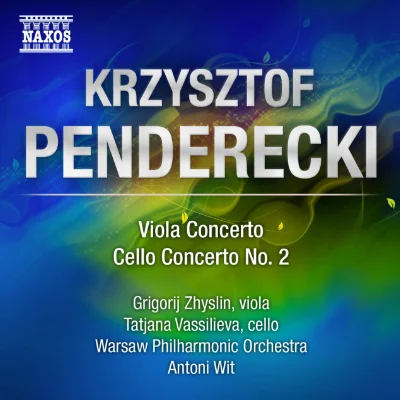 NAXOS
KRZYSZTOF
PENDERECKI
Viola Concerto
Cello Concerto No. 2
Grigorij Zhyslin, viola
Tatjana Vassilieva, cello
Warsaw Philharmonic Orchestra
Antoni Wit